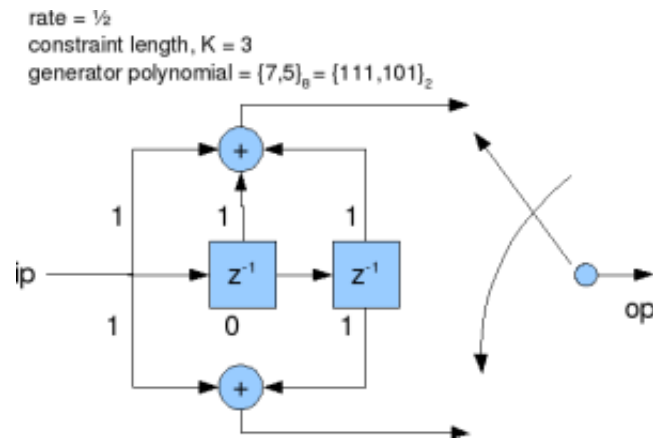 rate = ½
constraint length, K = 3
generator polynomial = {7,5}₈ = {111,101}₂
+
1 1 1
ip z⁻¹ z⁻¹
op
1 0 1
+